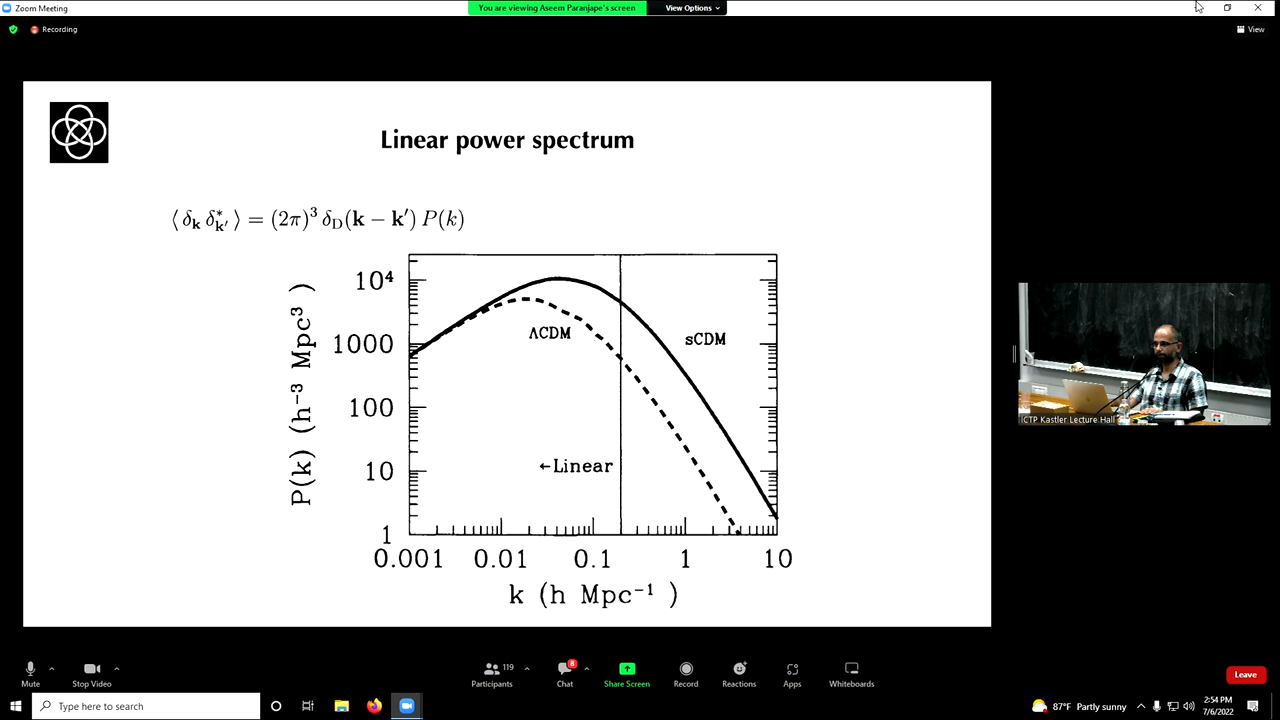 Zoom Meeting
You are viewing Aseem Paranjape's screen
View Options
Recording
View
Linear power spectrum
⟨ δ_k δ*_k′ ⟩ = (2π)³ δ_D(k − k′) P(k)
P(k) (h⁻³ Mpc³ )
10⁴
1000
100
10
1
ΛCDM
sCDM
←Linear
0.001 0.01 0.1 1 10
k (h Mpc⁻¹ )
ICTP Kastler Lecture Hall
Mute
Stop Video
119
Participants
8
Chat
Share Screen
Record
Reactions
Apps
Whiteboards
Leave
Type here to search
87°F Partly sunny
2:54 PM
7/6/2022